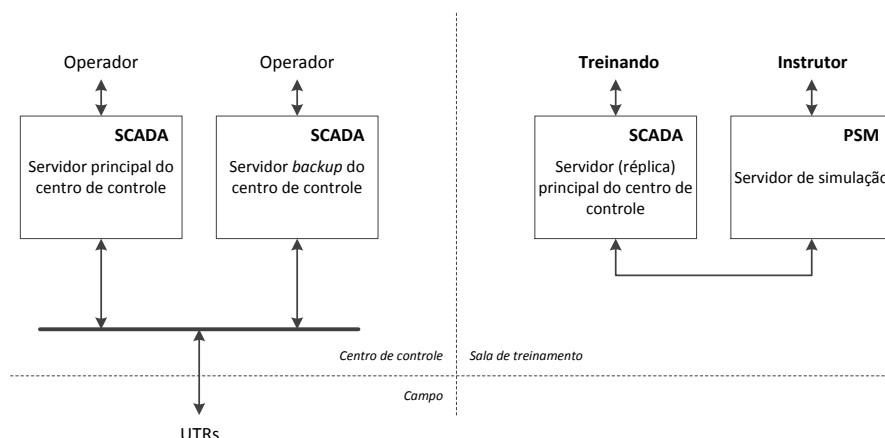 Operador
Operador
Treinando
Instrutor
SCADA
Servidor principal do
centro de controle
SCADA
Servidor backup do
centro de controle
SCADA
Servidor (réplica)
principal do centro de
controle
PSM
Servidor de simulação
Centro de controle
Sala de treinamento
Campo
UTRs